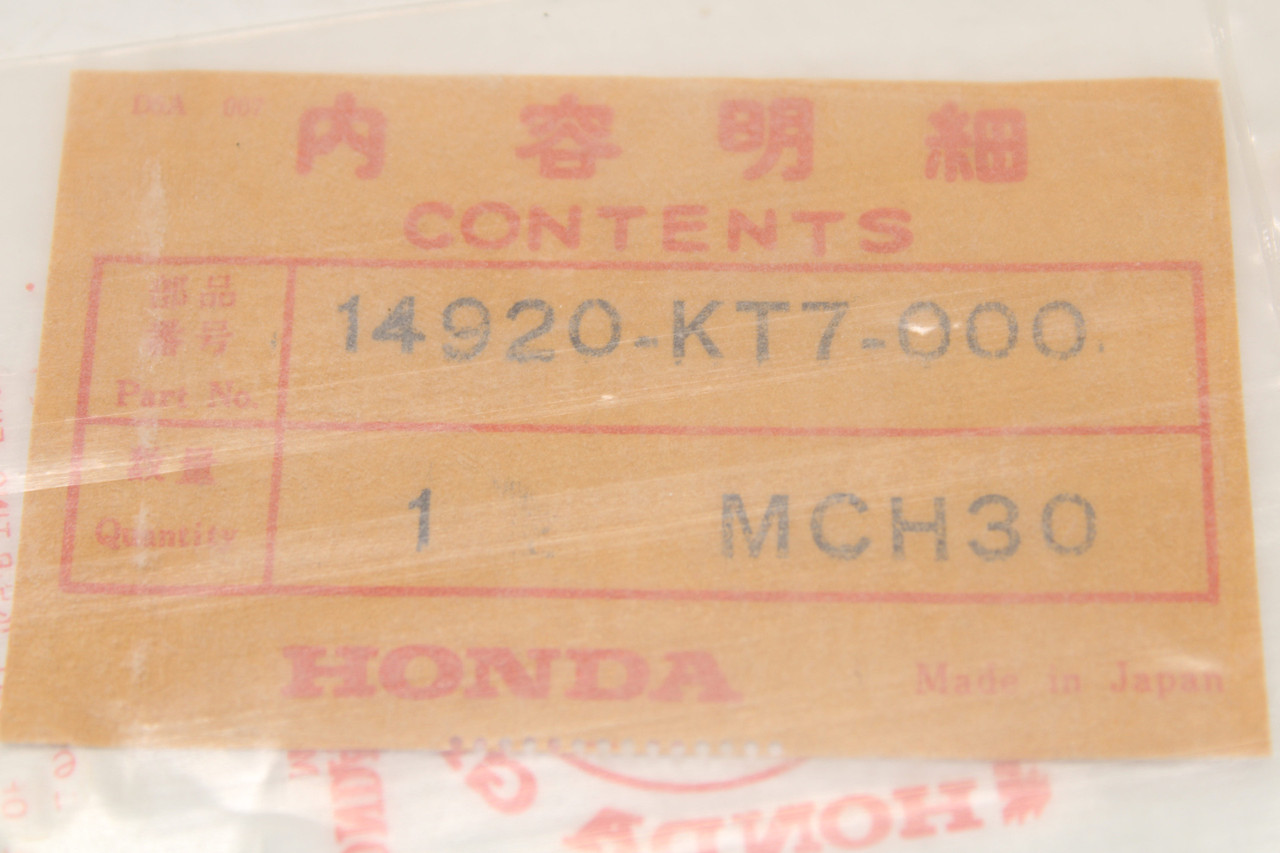 内容明細
CONTENTS
部品
番号
Part No.
14920-KT7-000
数量
Quantity
1 MCH30
HONDA
Made in Japan
HONDA